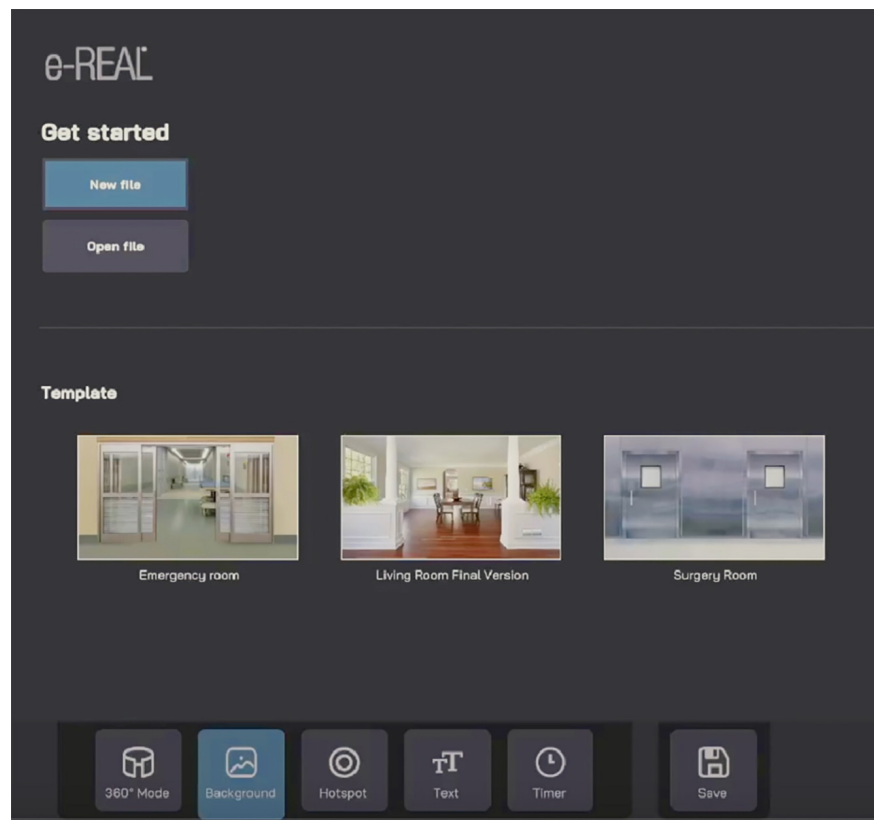 e-REAL
Get started
New file
Open file
Template
Emergency room
Living Room Final Version
Surgery Room
360° Mode
Background
Hotspot
TT
Text
Timer
Save